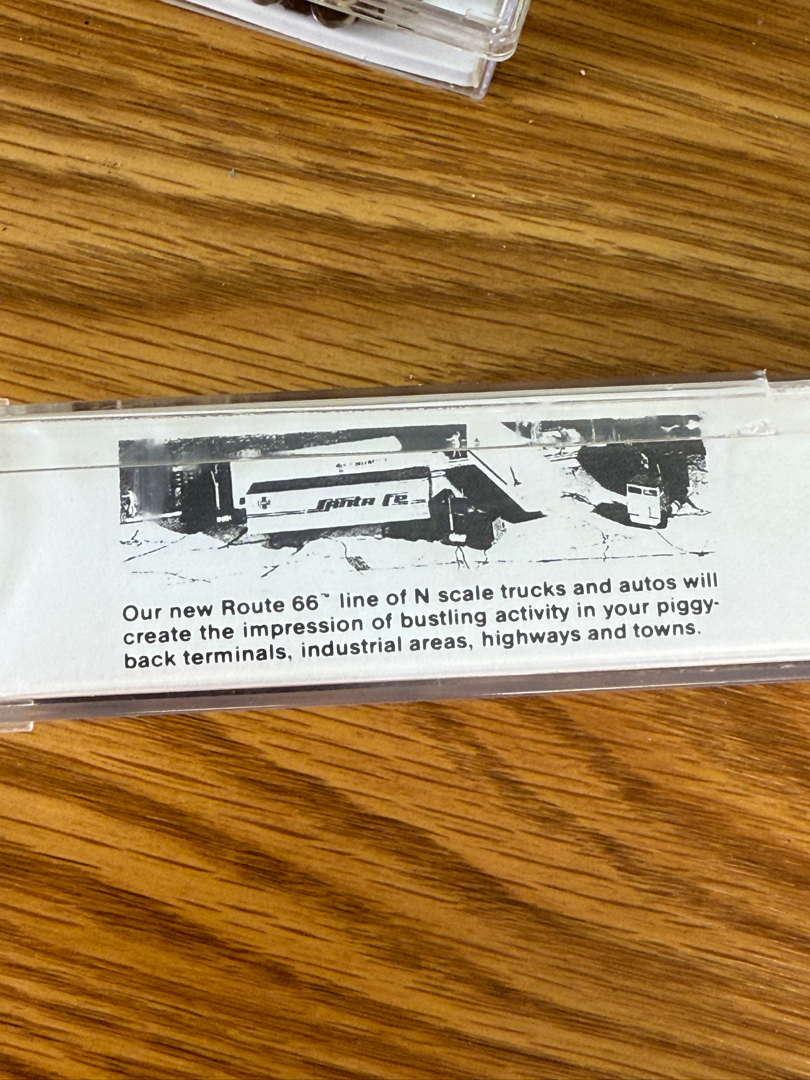 Santa Fe
Our new Route 66™ line of N scale trucks and autos will
create the impression of bustling activity in your piggy-
back terminals, industrial areas, highways and towns.